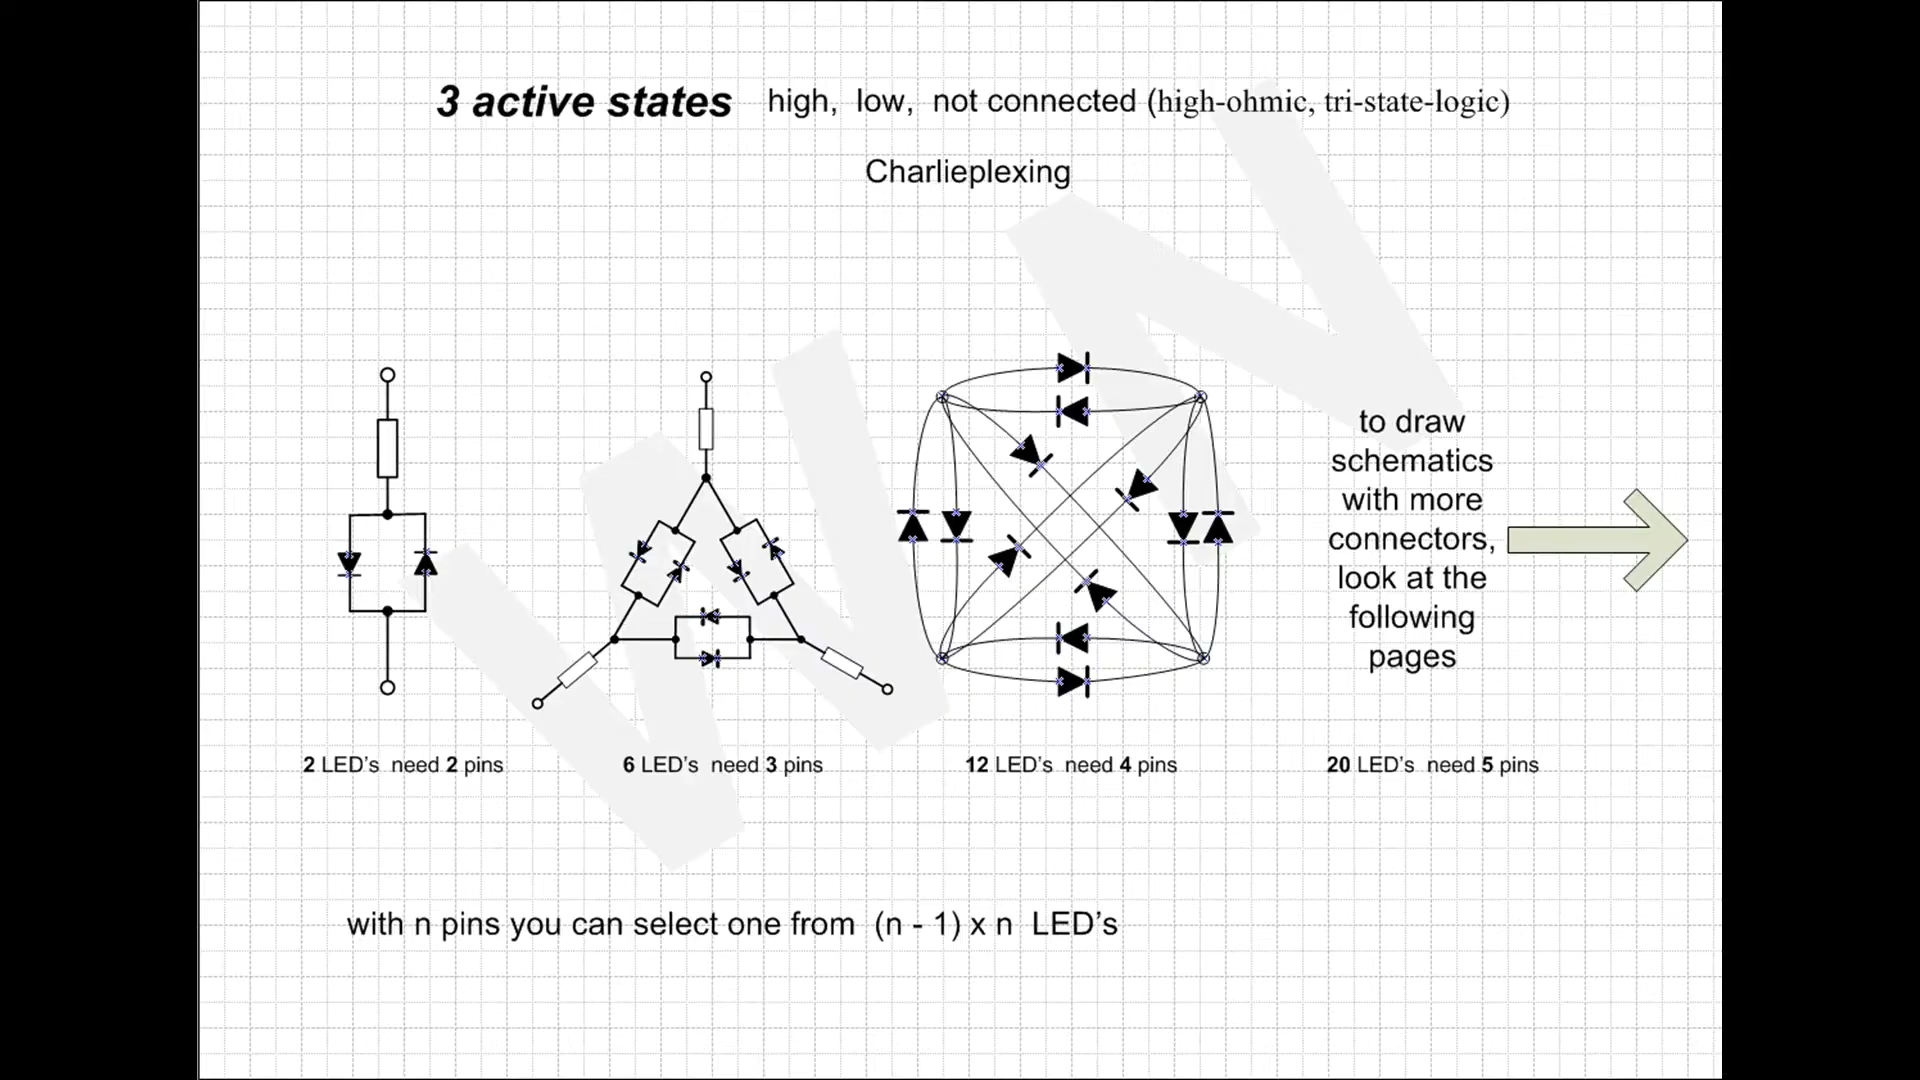 3 active states high, low, not connected (high-ohmic, tri-state-logic)
Charlieplexing
to draw
schematics
with more
connectors,
look at the
following
pages
2 LED’s need 2 pins
6 LED’s need 3 pins
12 LED’s need 4 pins
20 LED’s need 5 pins
with n pins you can select one from (n - 1) x n LED’s